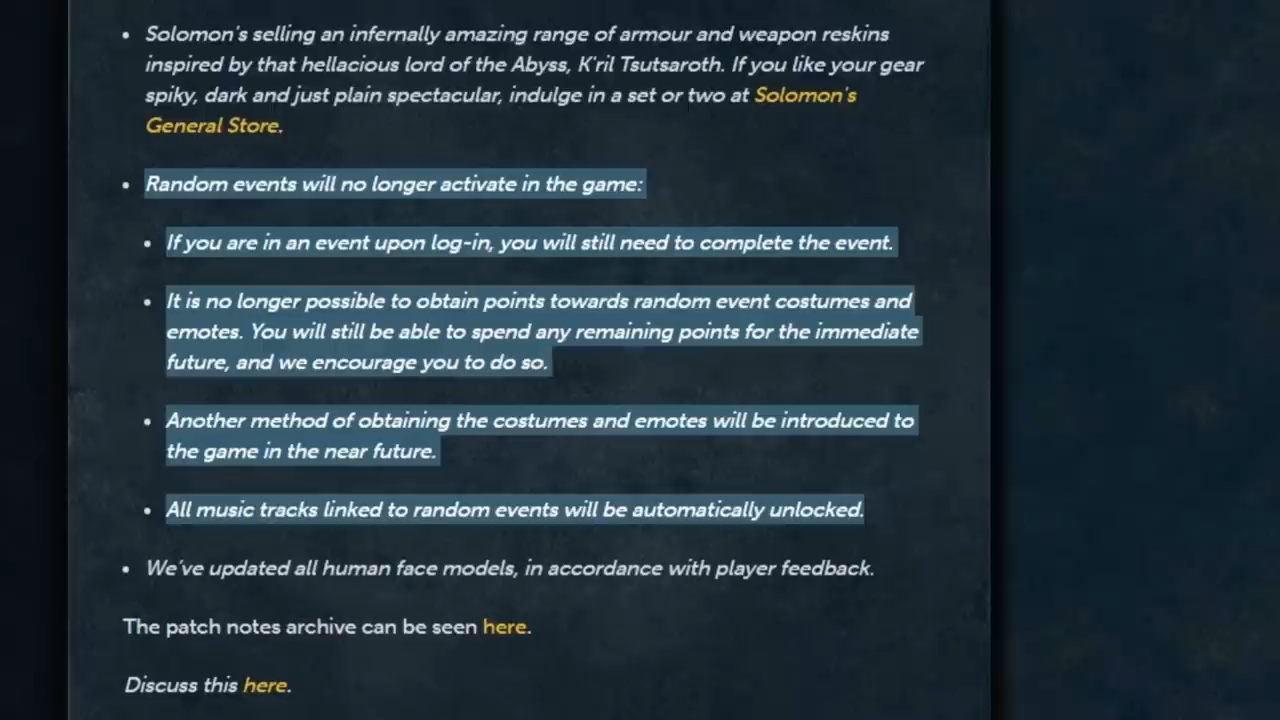 Solomon's selling an infernally amazing range of armour and weapon reskins
inspired by that hellacious lord of the Abyss, K'ril Tsutsaroth. If you like your gear
spiky, dark and just plain spectacular, indulge in a set or two at Solomon's
General Store.
Random events will no longer activate in the game:
If you are in an event upon log-in, you will still need to complete the event.
It is no longer possible to obtain points towards random event costumes and
emotes. You will still be able to spend any remaining points for the immediate
future, and we encourage you to do so.
Another method of obtaining the costumes and emotes will be introduced to
the game in the near future.
All music tracks linked to random events will be automatically unlocked.
We've updated all human face models, in accordance with player feedback.
The patch notes archive can be seen here.
Discuss this here.